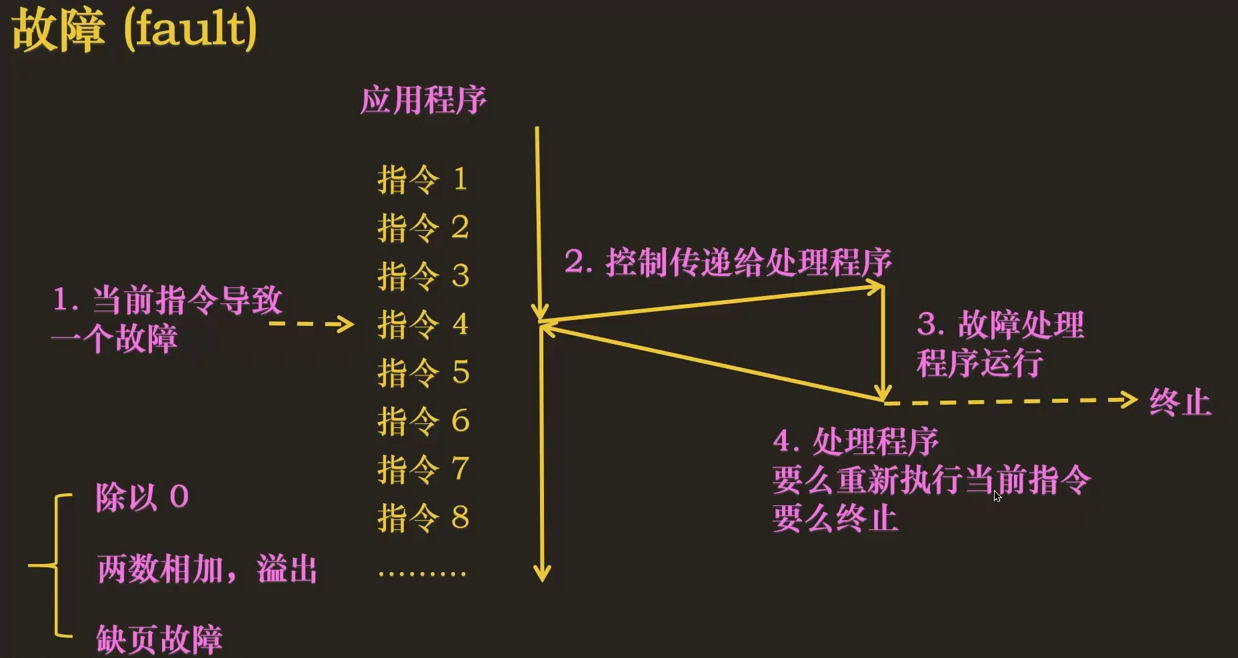 故障 (fault)
应用程序
指令 1
指令 2
指令 3
指令 4
指令 5
指令 6
指令 7
指令 8
………
1. 当前指令导致
一个故障
2. 控制传递给处理程序
3. 故障处理
程序运行
终止
4. 处理程序
要么重新执行当前指令
要么终止
除以 0
两数相加，溢出
缺页故障